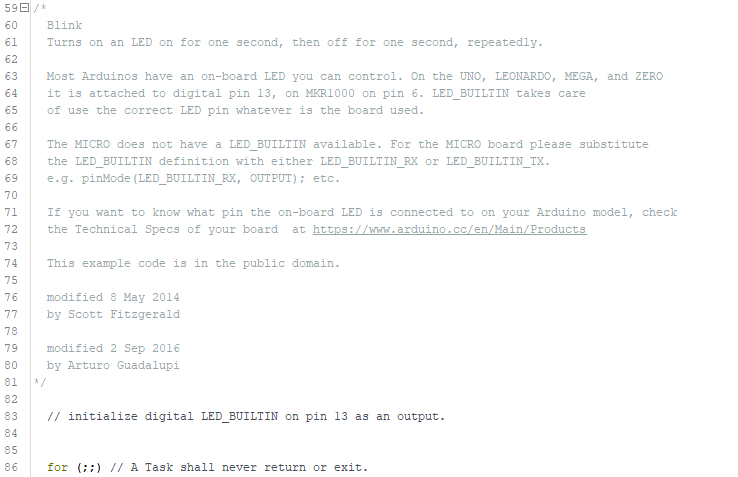 59 /*
60 Blink
61 Turns on an LED on for one second, then off for one second, repeatedly.
62
63 Most Arduinos have an on-board LED you can control. On the UNO, LEONARDO, MEGA, and ZERO
64 it is attached to digital pin 13, on MKR1000 on pin 6. LED_BUILTIN takes care
65 of use the correct LED pin whatever is the board used.
66
67 The MICRO does not have a LED_BUILTIN available. For the MICRO board please substitute
68 the LED_BUILTIN definition with either LED_BUILTIN_RX or LED_BUILTIN_TX.
69 e.g. pinMode(LED_BUILTIN_RX, OUTPUT); etc.
70
71 If you want to know what pin the on-board LED is connected to on your Arduino model, check
72 the Technical Specs of your board  at https://www.arduino.cc/en/Main/Products
73
74 This example code is in the public domain.
75
76 modified 8 May 2014
77 by Scott Fitzgerald
78
79 modified 2 Sep 2016
80 by Arturo Guadalupi
81 */
82
83 // initialize digital LED_BUILTIN on pin 13 as an output.
84
85
86 for (;;) // A Task shall never return or exit.